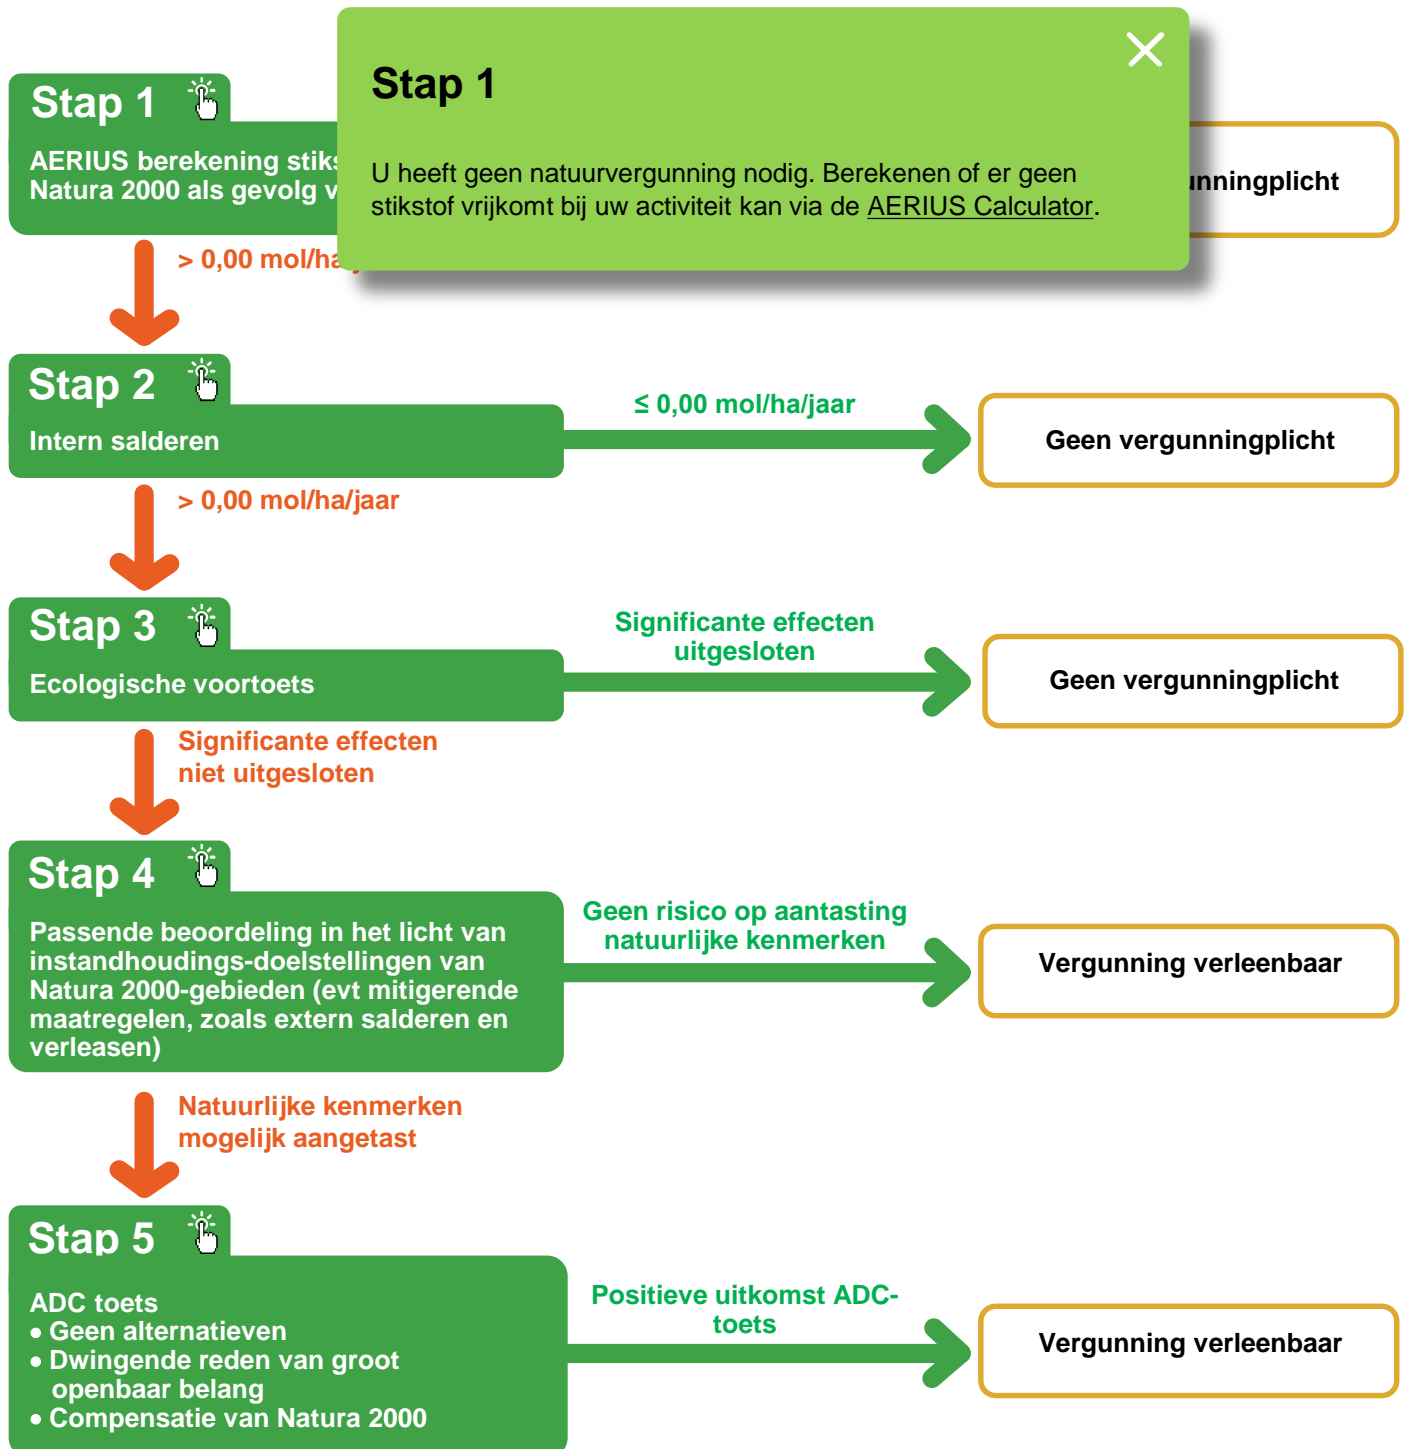 Stap 1
U heeft geen natuurvergunning nodig. Berekenen of er geen
stikstof vrijkomt bij uw activiteit kan via de AERIUS Calculator.
Stap 1
AERIUS berekening
Natura 2000 als gevolg
> 0,00
Stap 2
Intern salderen
≤ 0,00 mol/ha/jaar
Geen vergunningplicht
> 0,00 mol/ha/jaar
Stap 3
Ecologische voortoets
Significante effecten
uitgesloten
Geen vergunningplicht
Significante effecten
niet uitgesloten
Stap 4
Passende beoordeling in het licht van
instandhoudings-doelstellingen van
Natura 2000-gebieden (evt mitigerende
maatregelen, zoals extern salderen en
verleasen)
Geen risico op aantasting
natuurlijke kenmerken
Vergunning verleenbaar
Natuurlijke kenmerken
mogelijk aangetast
Stap 5
ADC toets
• Geen alternatieven
• Dwingende reden van groot
openbaar belang
• Compensatie van Natura 2000
Positieve uitkomst ADC-
toets
Vergunning verleenbaar